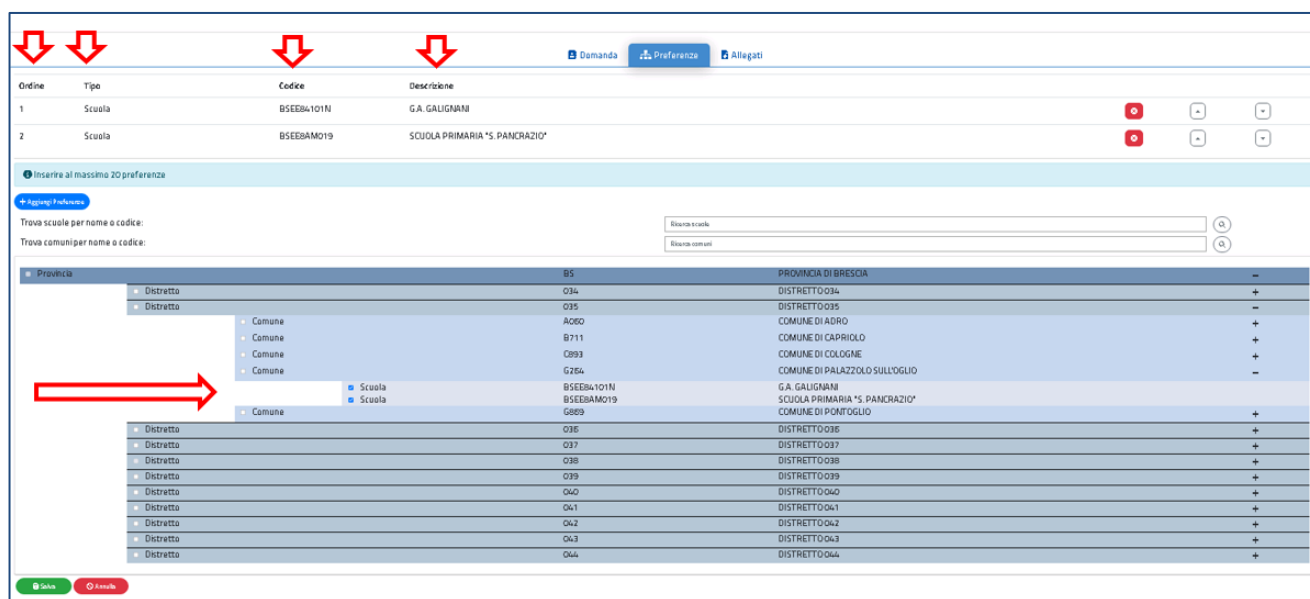 Domanda Preferenze Allegati
Ordine Tipo Codice Descrizione
1 Scuola BSEE84101N G.A. GALIGNANI
2 Scuola BSEE8AM019 SCUOLA PRIMARIA "S. PANCRAZIO"
Inserire al massimo 20 preferenze
+ Aggiungi Preferenze
Trova scuole per nome o codice: Ricerca scuole
Trova comuni per nome o codice: Ricerca comuni
Provincia BS PROVINCIA DI BRESCIA −
Distretto 034 DISTRETTO 034 +
Distretto 035 DISTRETTO 035 −
Comune A060 COMUNE DI ADRO +
Comune B711 COMUNE DI CAPRIOLO +
Comune C893 COMUNE DI COLOGNE +
Comune G264 COMUNE DI PALAZZOLO SULL'OGLIO −
Scuola BSEE84101N G.A. GALIGNANI
Scuola BSEE8AM019 SCUOLA PRIMARIA "S. PANCRAZIO"
Comune G869 COMUNE DI PONTOGLIO +
Distretto 036 DISTRETTO 036 +
Distretto 037 DISTRETTO 037 +
Distretto 038 DISTRETTO 038 +
Distretto 039 DISTRETTO 039 +
Distretto 040 DISTRETTO 040 +
Distretto 041 DISTRETTO 041 +
Distretto 042 DISTRETTO 042 +
Distretto 043 DISTRETTO 043 +
Distretto 044 DISTRETTO 044 +
Salva Annulla